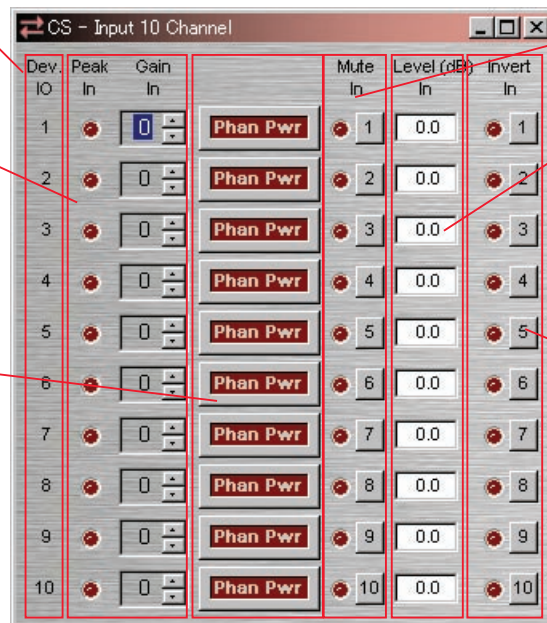 CS - Input 10 Channel
Dev. Peak Gain Mute Level (dB) Invert
IO In In In In In
1 0 Phan Pwr 1 0.0 1
2 0 Phan Pwr 2 0.0 2
3 0 Phan Pwr 3 0.0 3
4 0 Phan Pwr 4 0.0 4
5 0 Phan Pwr 5 0.0 5
6 0 Phan Pwr 6 0.0 6
7 0 Phan Pwr 7 0.0 7
8 0 Phan Pwr 8 0.0 8
9 0 Phan Pwr 9 0.0 9
10 0 Phan Pwr 10 0.0 10